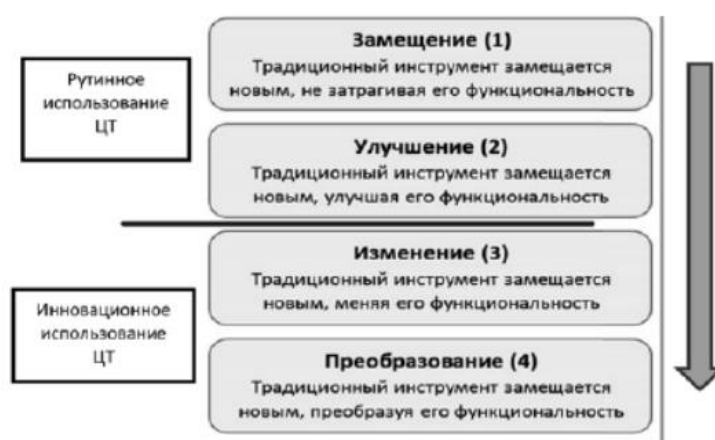 Рутинное
использование
ЦТ
Замещение (1)
Традиционный инструмент замещается
новым, не затрагивая его функциональность
Улучшение (2)
Традиционный инструмент замещается
новым, улучшая его функциональность
Инновационное
использование
ЦТ
Изменение (3)
Традиционный инструмент замещается
новым, меняя его функциональность
Преобразование (4)
Традиционный инструмент замещается
новым, преобразуя его функциональность